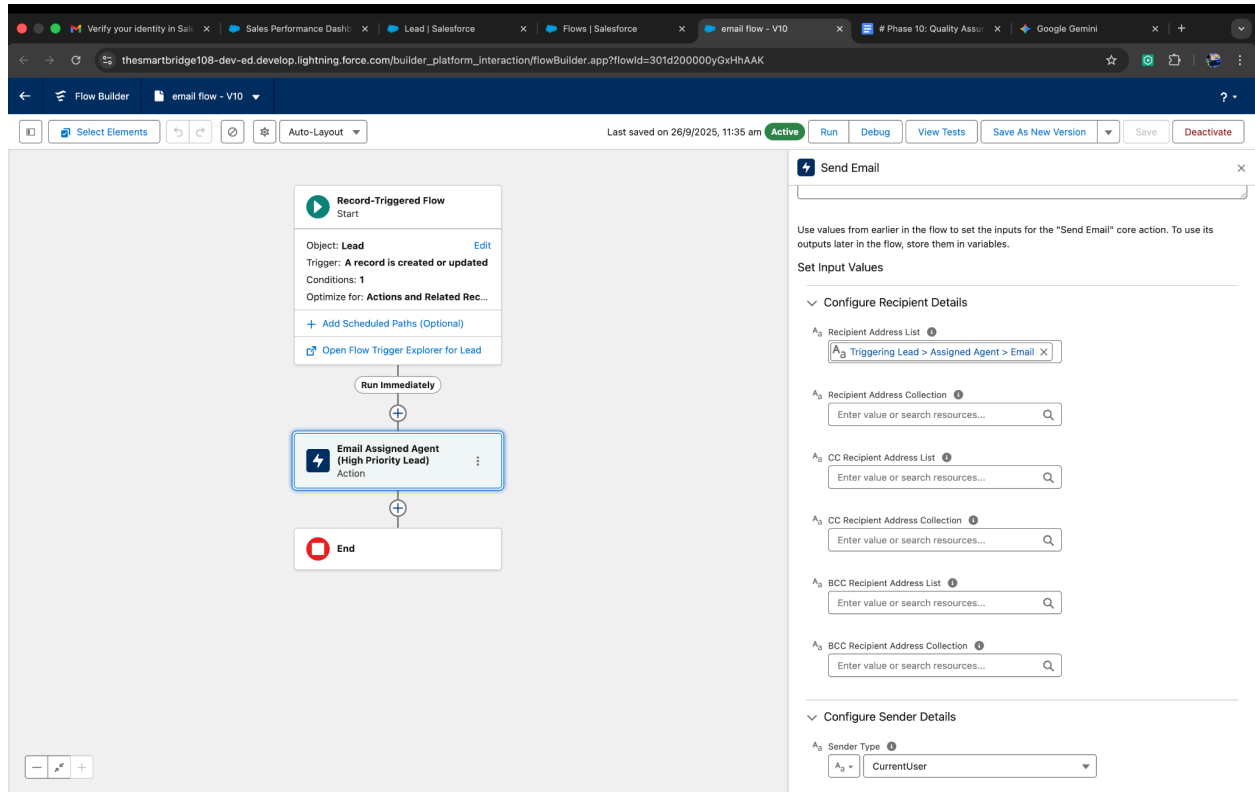 Verify your identity in Sale
Sales Performance Dashb
Lead | Salesforce
Flows | Salesforce
email flow - V10
# Phase 10: Quality Assur
Google Gemini
thesmartbridge108-dev-ed.develop.lightning.force.com/builder_platform_interaction/flowBuilder.app?flowId=301d200000yGxHhAAK
Flow Builder
email flow - V10
?
Select Elements
Auto-Layout
Last saved on 26/9/2025, 11:35 am
Active
Run
Debug
View Tests
Save As New Version
Save
Deactivate
Record-Triggered Flow
Start
Object: Lead
Edit
Trigger: A record is created or updated
Conditions: 1
Optimize for: Actions and Related Rec...
+ Add Scheduled Paths (Optional)
Open Flow Trigger Explorer for Lead
Run Immediately
Email Assigned Agent
(High Priority Lead)
Action
End
Send Email
Use values from earlier in the flow to set the inputs for the "Send Email" core action. To use its
outputs later in the flow, store them in variables.
Set Input Values
Configure Recipient Details
Aa Recipient Address List
Aa Triggering Lead > Assigned Agent > Email
Aa Recipient Address Collection
Enter value or search resources...
Aa CC Recipient Address List
Enter value or search resources...
Aa CC Recipient Address Collection
Enter value or search resources...
Aa BCC Recipient Address List
Enter value or search resources...
Aa BCC Recipient Address Collection
Enter value or search resources...
Configure Sender Details
Aa Sender Type
Aa CurrentUser